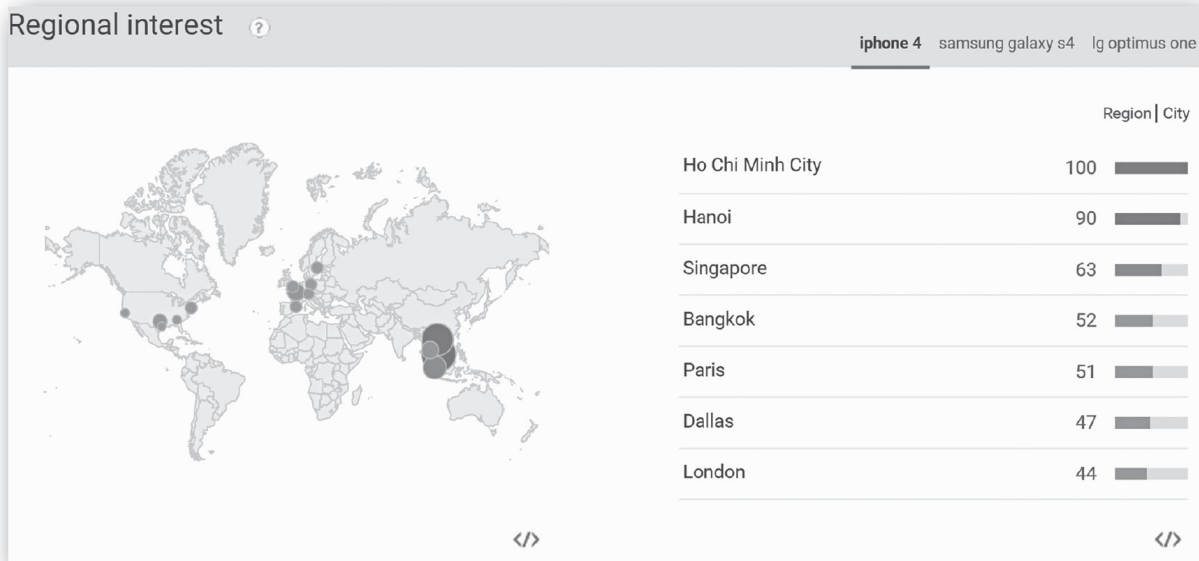 Regional interest ?
iphone 4 samsung galaxy s4 lg optimus one
Region | City
Ho Chi Minh City 100
Hanoi 90
Singapore 63
Bangkok 52
Paris 51
Dallas 47
London 44
</> </>